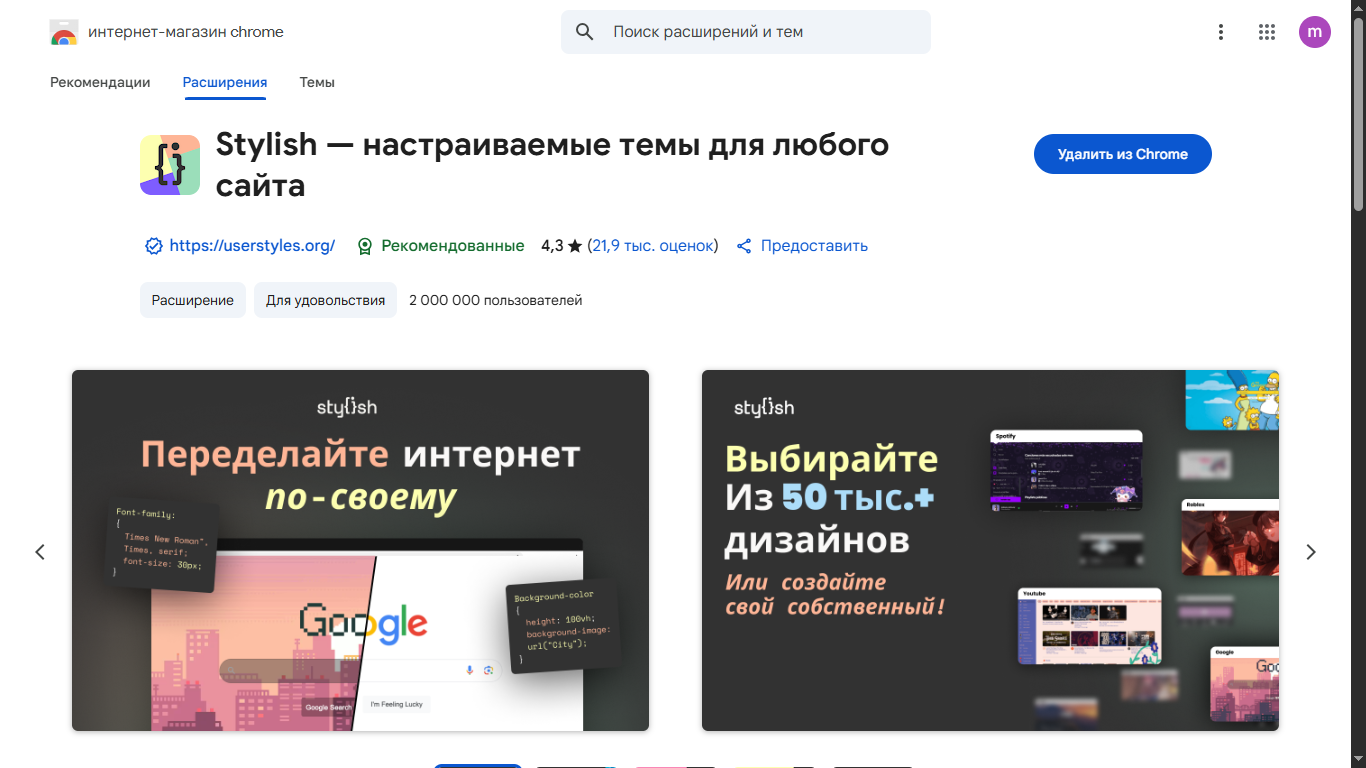 интернет-магазин chrome
Поиск расширений и тем
m
Рекомендации
Расширения
Темы
Stylish — настраиваемые темы для любого
сайта
Удалить из Chrome
https://userstyles.org/
Рекомендованные
4,3 ★ (21,9 тыс. оценок)
Предоставить
Расширение
Для удовольствия
2 000 000 пользователей
styl{i}sh
Переделайте интернет
по-своему
Font-family:
{
Times New Roman",
Times, serif;
font-size: 30px;
}
Google
Google Search
I'm Feeling Lucky
Background-color
{
height: 100vh;
background-image:
url("City");
}
styl{i}sh
Выбирайте
Из 50 тыс.+
дизайнов
Или создайте
свой собственный!
Spotify
Roblox
Youtube
Google